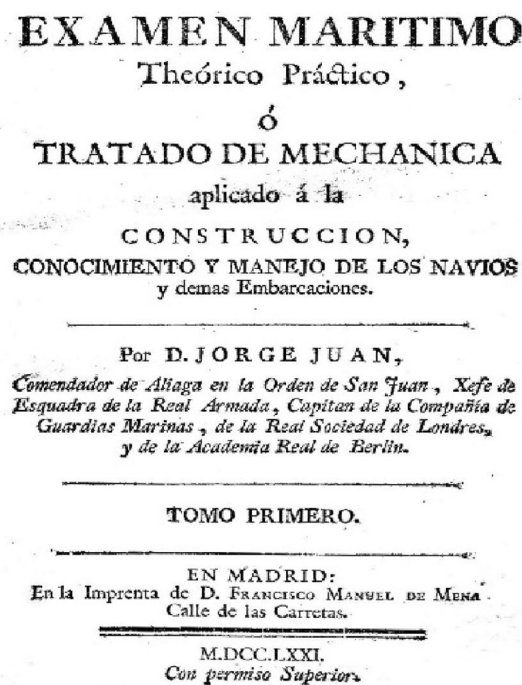 EXAMEN MARITIMO
Theórico Práctico,
ó
TRATADO DE MECHANICA
aplicado á la
CONSTRUCCION,
CONOCIMIENTO Y MANEJO DE LOS NAVIOS
y demas Embarcaciones.
Por D. JORGE JUAN,
Comendador de Aliaga en la Orden de San Juan, Xefe de
Esquadra de la Real Armada, Capitan de la Compañía de
Guardias Marinas, de la Real Sociedad de Londres,
y de la Academia Real de Berlin.
TOMO PRIMERO.
EN MADRID:
En la Imprenta de D. FRANCISCO MANUEL DE MENA
Calle de las Carretas.
M.DCC.LXXI.
Con permiso Superior.